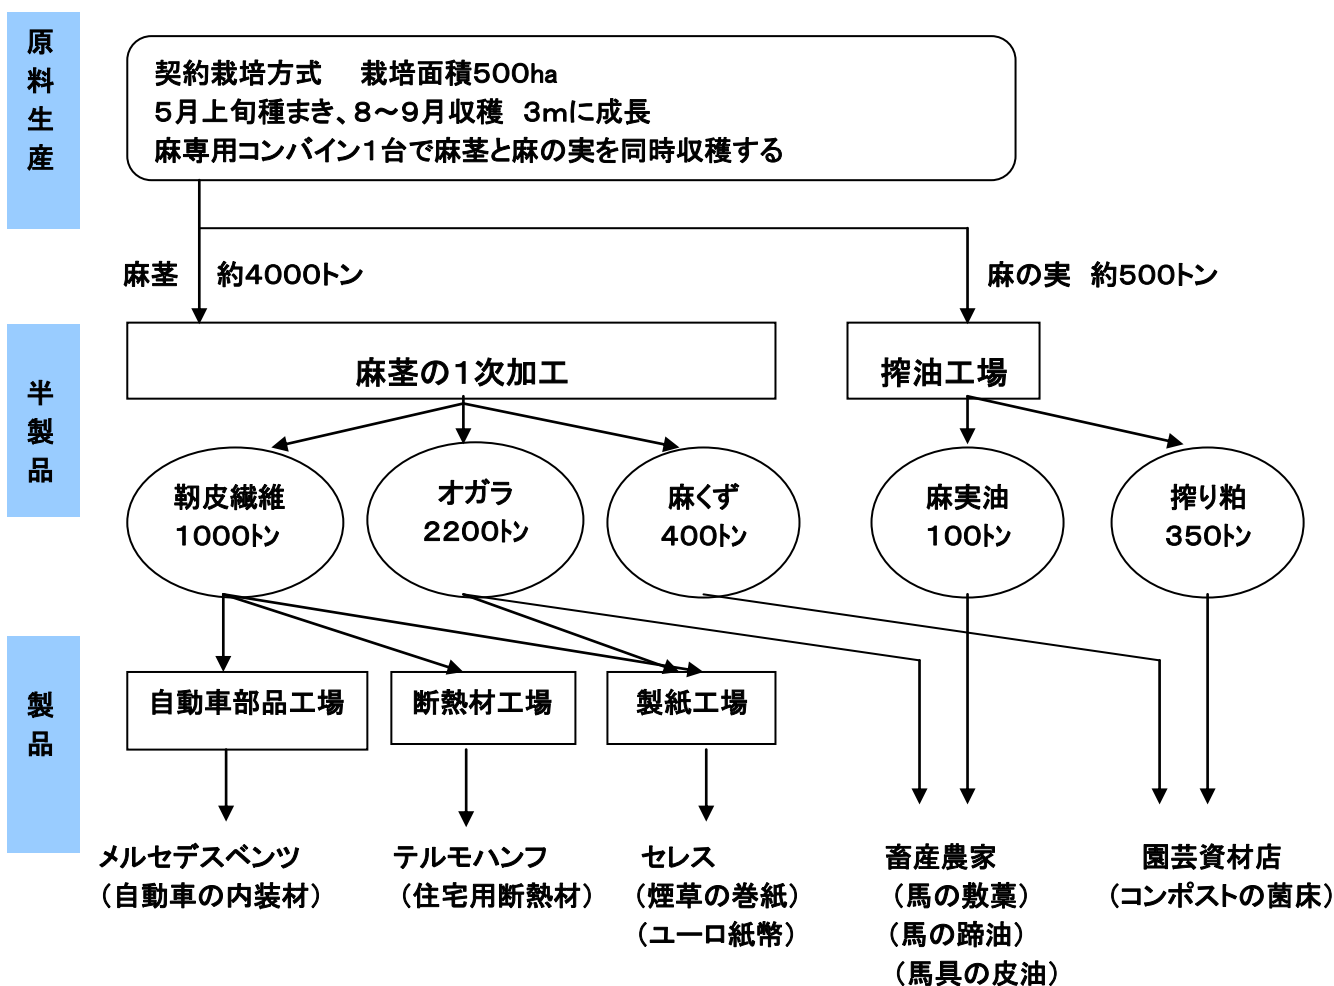 原料生産
契約栽培方式　栽培面積500ha
5月上旬種まき、8～9月収穫　3mに成長
麻専用コンバイン1台で麻茎と麻の実を同時収穫する
麻茎　約4000トン
麻の実　約500トン
半製品
麻茎の1次加工
搾油工場
靭皮繊維
1000トン
オガラ
2200トン
麻くず
400トン
麻実油
100トン
搾り粕
350トン
製品
自動車部品工場
断熱材工場
製紙工場
メルセデスベンツ
（自動車の内装材）
テルモハンフ
（住宅用断熱材）
セレス
（煙草の巻紙）
（ユーロ紙幣）
畜産農家
（馬の敷藁）
（馬の蹄油）
（馬具の皮油）
園芸資材店
（コンポストの菌床）